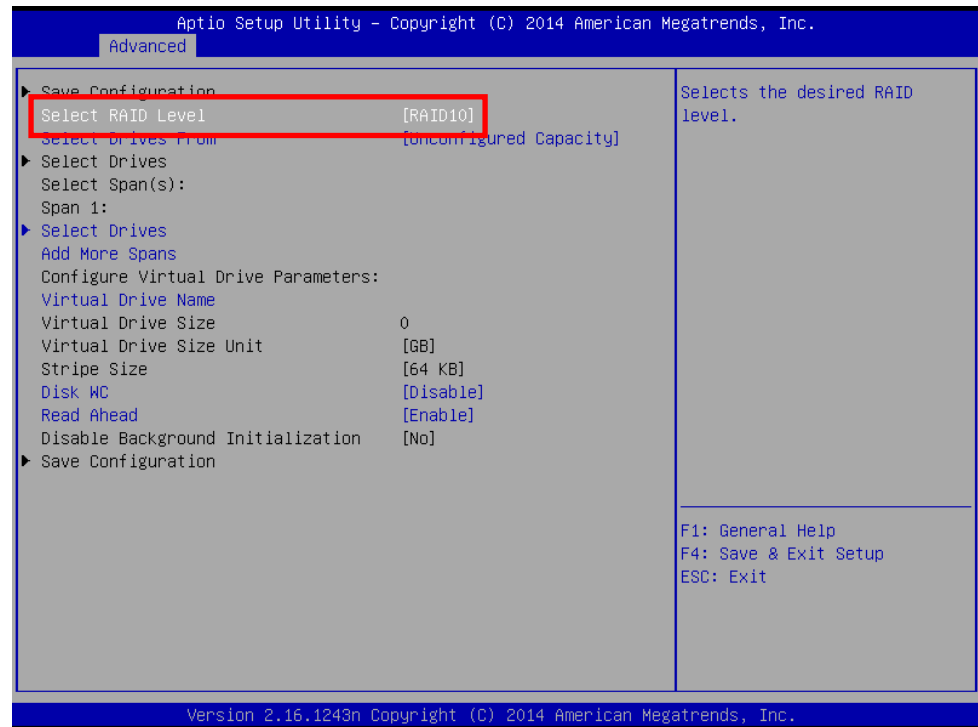 Aptio Setup Utility – Copyright (C) 2014 American Megatrends, Inc.
Advanced
Save Configuration
Select RAID Level [RAID10]
Select Drives From [Unconfigured Capacity]
Select Drives
Select Span(s):
Span 1:
Select Drives
Add More Spans
Configure Virtual Drive Parameters:
Virtual Drive Name
Virtual Drive Size 0
Virtual Drive Size Unit [GB]
Stripe Size [64 KB]
Disk WC [Disable]
Read Ahead [Enable]
Disable Background Initialization [No]
Save Configuration
Selects the desired RAID
level.
F1: General Help
F4: Save & Exit Setup
ESC: Exit
Version 2.16.1243n Copyright (C) 2014 American Megatrends, Inc.